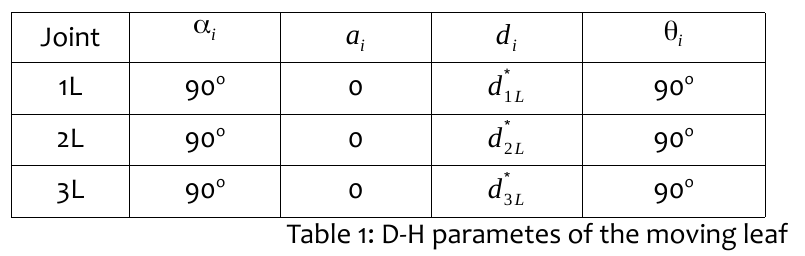 Joint αi ai di θi
1L 90° 0 d*1L 90°
2L 90° 0 d*2L 90°
3L 90° 0 d*3L 90°
Table 1: D-H parametes of the moving leaf